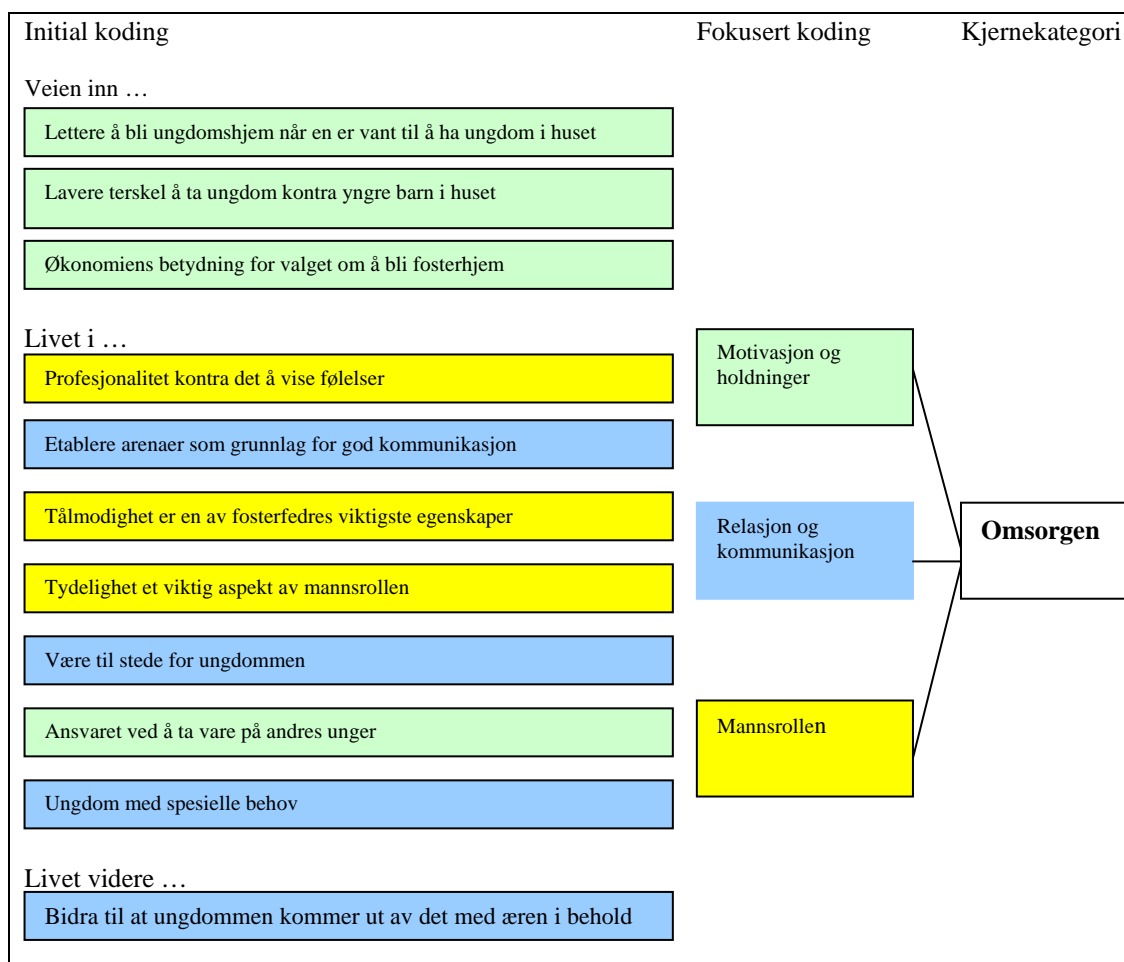 Initial koding
Fokusert koding
Kjernekategori
Veien inn …
Lettere å bli ungdomshjem når en er vant til å ha ungdom i huset
Lavere terskel å ta ungdom kontra yngre barn i huset
Økonomiens betydning for valget om å bli fosterhjem
Livet i …
Profesjonalitet kontra det å vise følelser
Etablere arenaer som grunnlag for god kommunikasjon
Tålmodighet er en av fosterfedres viktigste egenskaper
Tydelighet et viktig aspekt av mannsrollen
Være til stede for ungdommen
Ansvaret ved å ta vare på andres unger
Ungdom med spesielle behov
Livet videre …
Bidra til at ungdommen kommer ut av det med æren i behold
Motivasjon og
holdninger
Relasjon og
kommunikasjon
Mannsrollen
Omsorgen